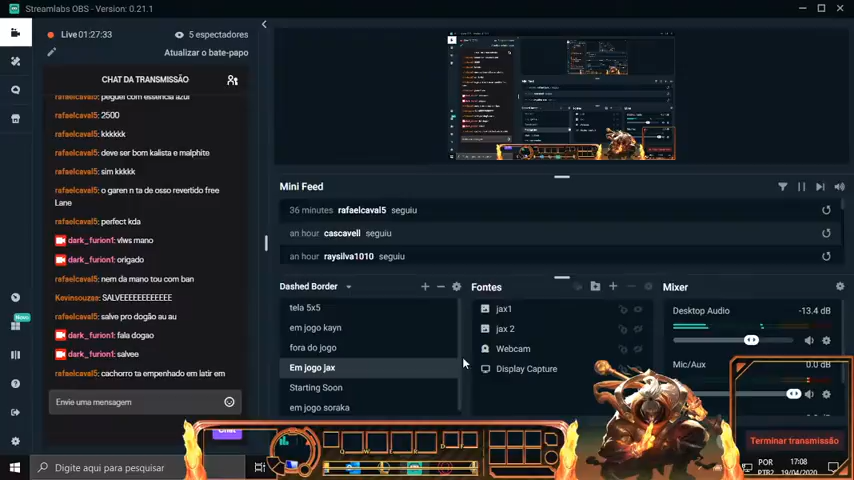 Streamlabs OBS - Version: 0.21.1
Live 01:27:33
5 espectadores
Atualizar o bate-papo
CHAT DA TRANSMISSÃO
rafaelcaval5: peguei com essencia azul
rafaelcaval5: 2500
rafaelcaval5: kkkkkk
rafaelcaval5: deve ser bom kalista e malphite
rafaelcaval5: sim kkkkk
rafaelcaval5: o garen n ta de osso revertido free
Lane
rafaelcaval5: perfect kda
dark_furion1: vlws mano
dark_furion1: origado
rafaelcaval5: nem da mano tou com ban
Kevinsouzaa: SALVEEEEEEEEEEEE
rafaelcaval5: salve pro dogão au au
dark_furion1: fala dogao
dark_furion1: salvee
rafaelcaval5: cachorro ta empenhado em latir em
Envie uma mensagem
Chat
Novo
Mini Feed
36 minutes rafaelcaval5 seguiu
an hour cascavell seguiu
an hour raysilva1010 seguiu
Dashed Border
tela 5x5
em jogo kayn
fora do jogo
Em jogo jax
Starting Soon
em jogo soraka
Fontes
jax1
jax 2
Webcam
Display Capture
Mixer
Desktop Audio -13.4 dB
Mic/Aux 0.0 dB
Terminar transmissão
Q W E R
Digite aqui para pesquisar
POR
PTB2
17:08
19/04/2020